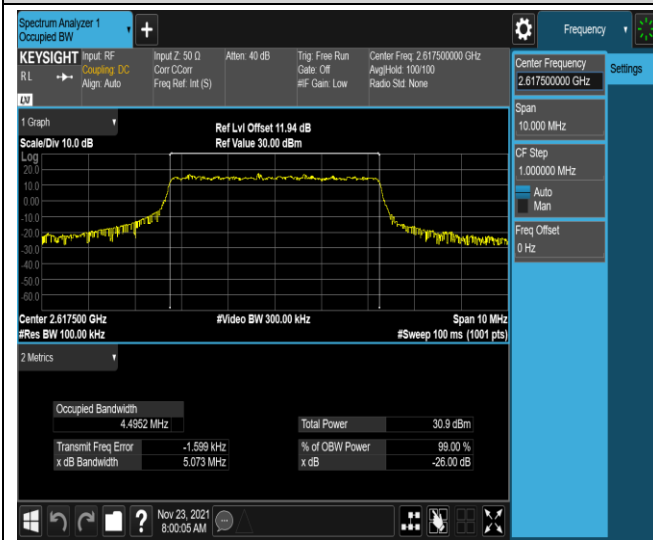 Spectrum Analyzer 1
Occupied BW
+
Frequency
KEYSIGHT
RL
LXI
Input: RF
Coupling: DC
Align: Auto
Input Z: 50 Ω
Corr CCorr
Freq Ref: Int (S)
Atten: 40 dB
Trig: Free Run
Gate: Off
#IF Gain: Low
Center Freq: 2.617500000 GHz
Avg|Hold: 100/100
Radio Std: None
Settings
Center Frequency
2.617500000 GHz
Span
10.000 MHz
CF Step
1.000000 MHz
Auto
Man
Freq Offset
0 Hz
1 Graph
Scale/Div 10.0 dB
Ref Lvl Offset 11.94 dB
Ref Value 30.00 dBm
Log
20.0
10.0
0.00
-10.0
-20.0
-30.0
-40.0
-50.0
-60.0
Center 2.617500 GHz
#Video BW 300.00 kHz
Span 10 MHz
#Res BW 100.00 kHz
#Sweep 100 ms (1001 pts)
2 Metrics
Occupied Bandwidth
4.4952 MHz
Total Power 30.9 dBm
Transmit Freq Error -1.599 kHz
% of OBW Power 99.00 %
x dB Bandwidth 5.073 MHz
x dB -26.00 dB
?
Nov 23, 2021
8:00:05 AM